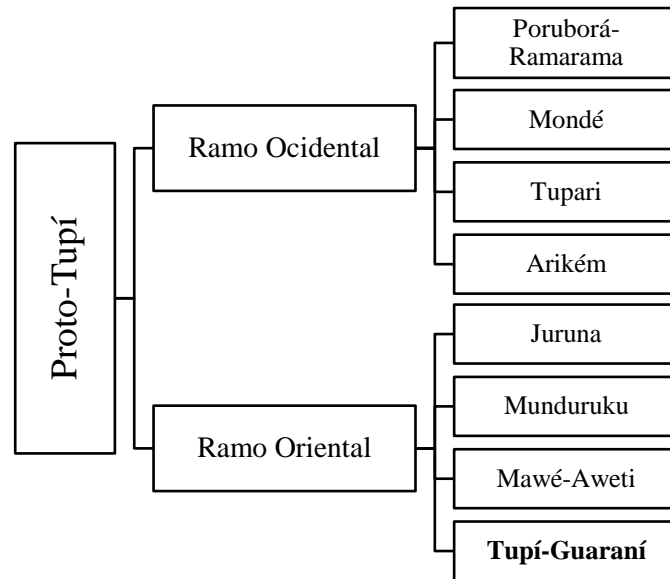 Proto-Tupí
Ramo Ocidental
Poruborá-
Ramarama
Mondé
Tupari
Arikém
Ramo Oriental
Juruna
Munduruku
Mawé-Aweti
Tupí-Guaraní